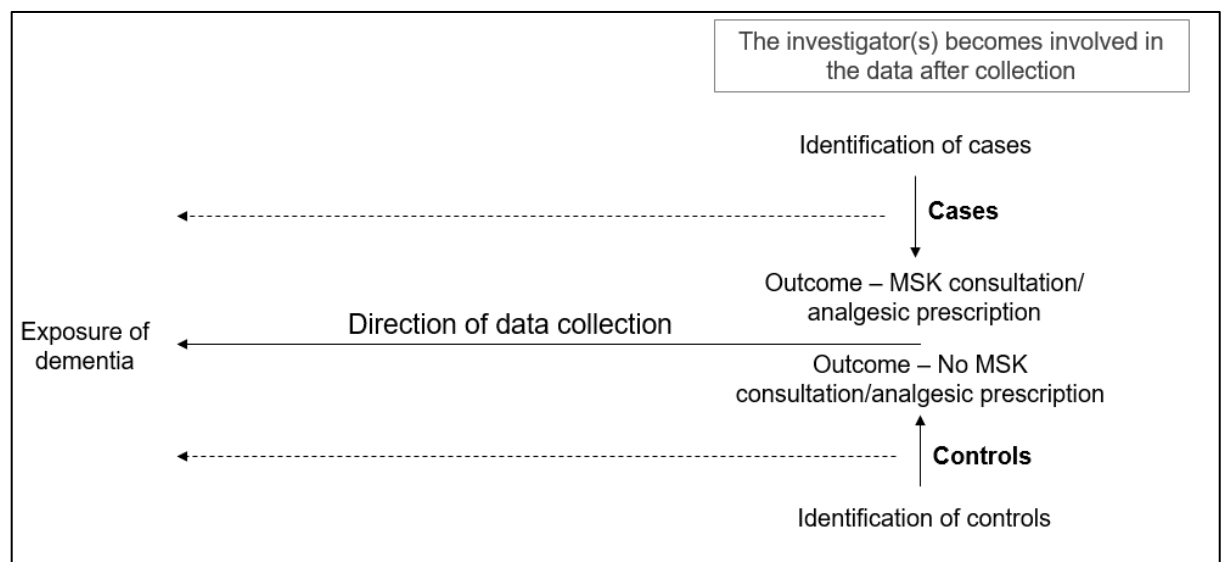 The investigator(s) becomes involved in
the data after collection
Identification of cases
Cases
Outcome – MSK consultation/
analgesic prescription
Direction of data collection
Exposure of
dementia
Outcome – No MSK
consultation/analgesic prescription
Controls
Identification of controls